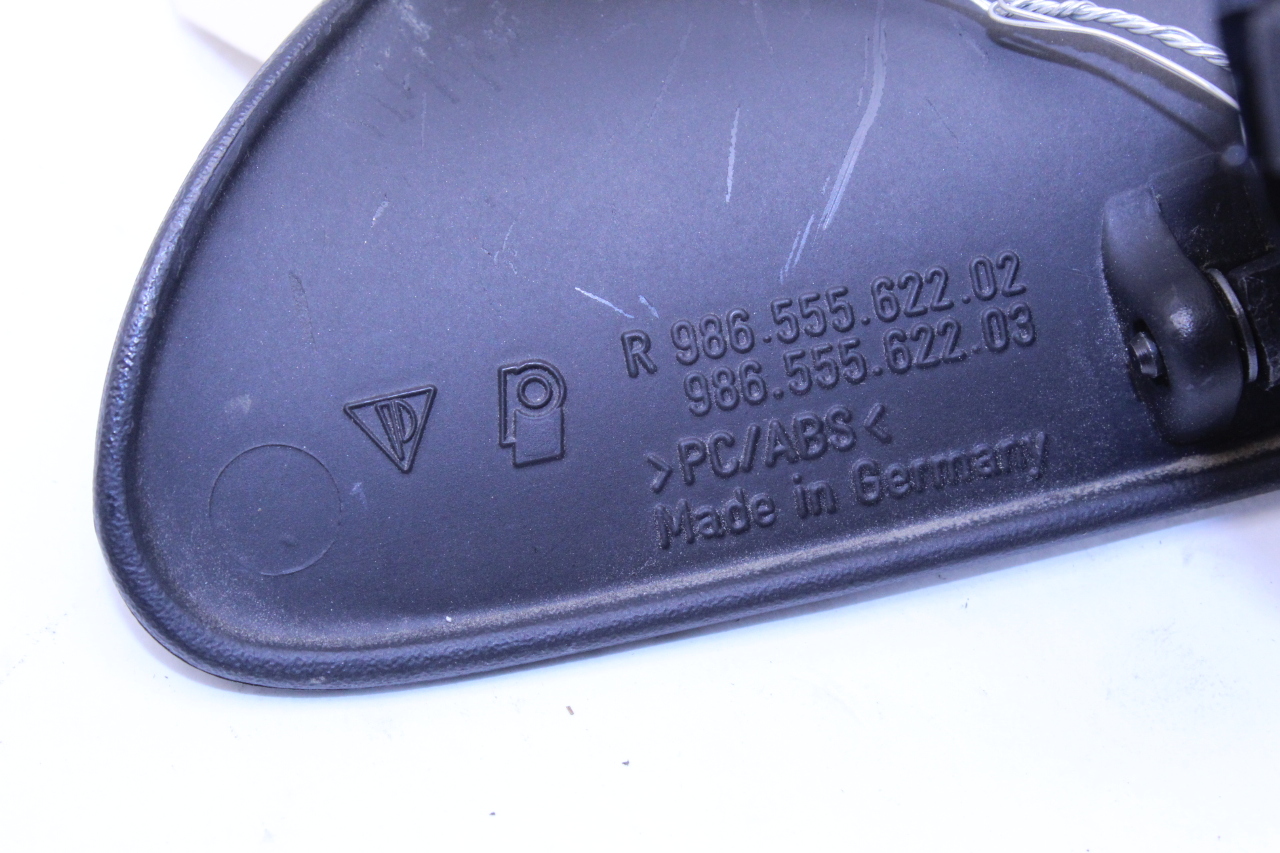 R 986.555.622.02
986.555.622.03
>PC/ABS<
Made in Germany